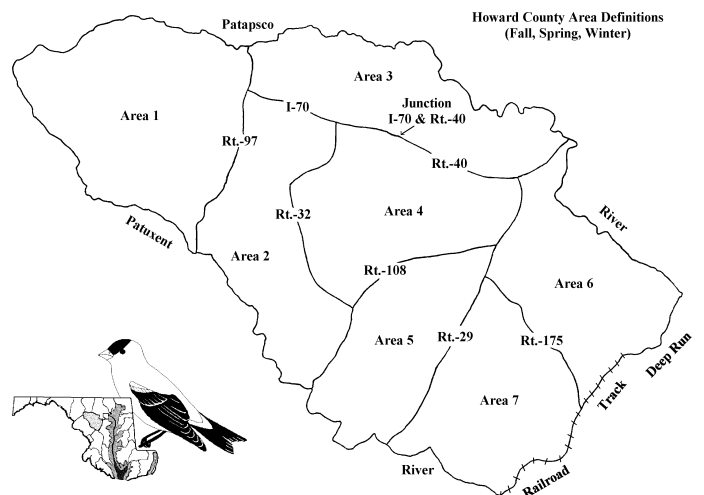 Howard County Area Definitions
(Fall, Spring, Winter)
Patapsco
Area 3
Junction
I-70 & Rt.-40
I-70
Area 1
Rt.-97
Rt.-40
Rt.-32
Area 4
River
Patuxent
Area 2
Rt.-108
Area 6
Area 5
Rt.-29
Rt.-175
Deep Run
Track
Area 7
River
Railroad